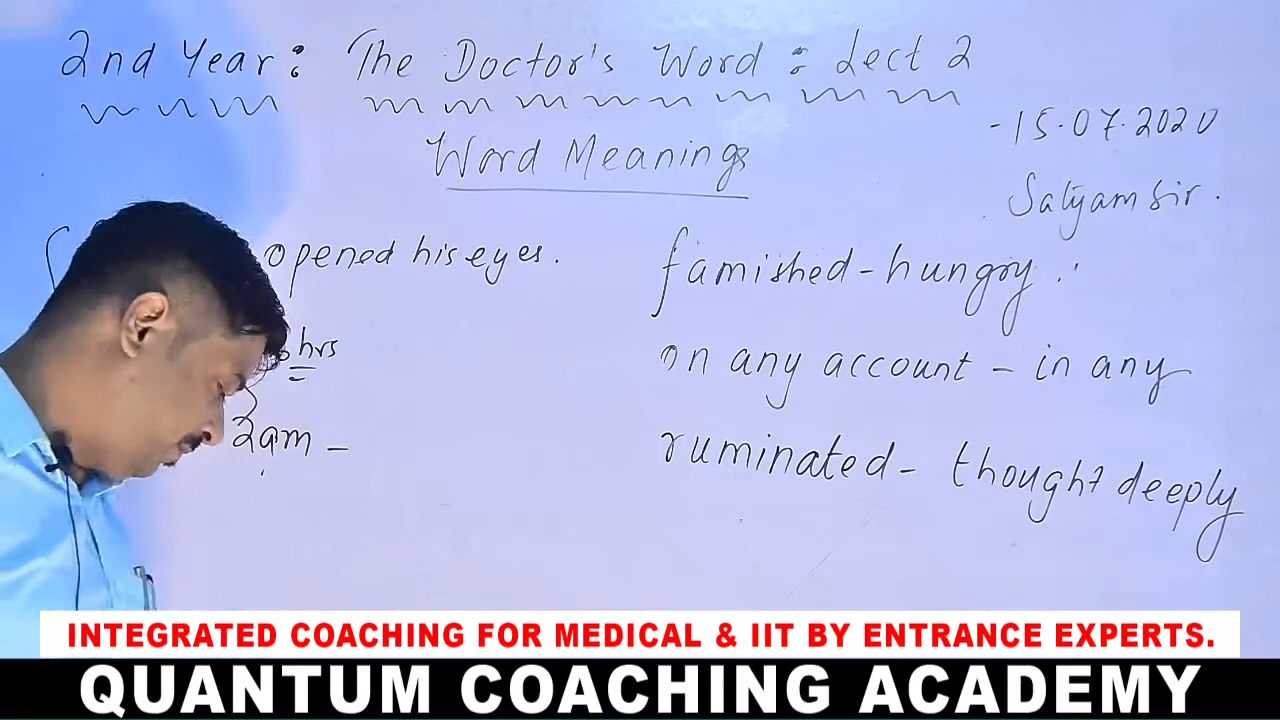 2nd Year : The Doctor's Word : Lect 2
- 15.07.2020
Word Meanings
Satyam Sir.
opened his eyes.
hrs
2am -
famished - hungry .
on any account - in any
ruminated - thought deeply
INTEGRATED COACHING FOR MEDICAL & IIT BY ENTRANCE EXPERTS.
QUANTUM COACHING ACADEMY